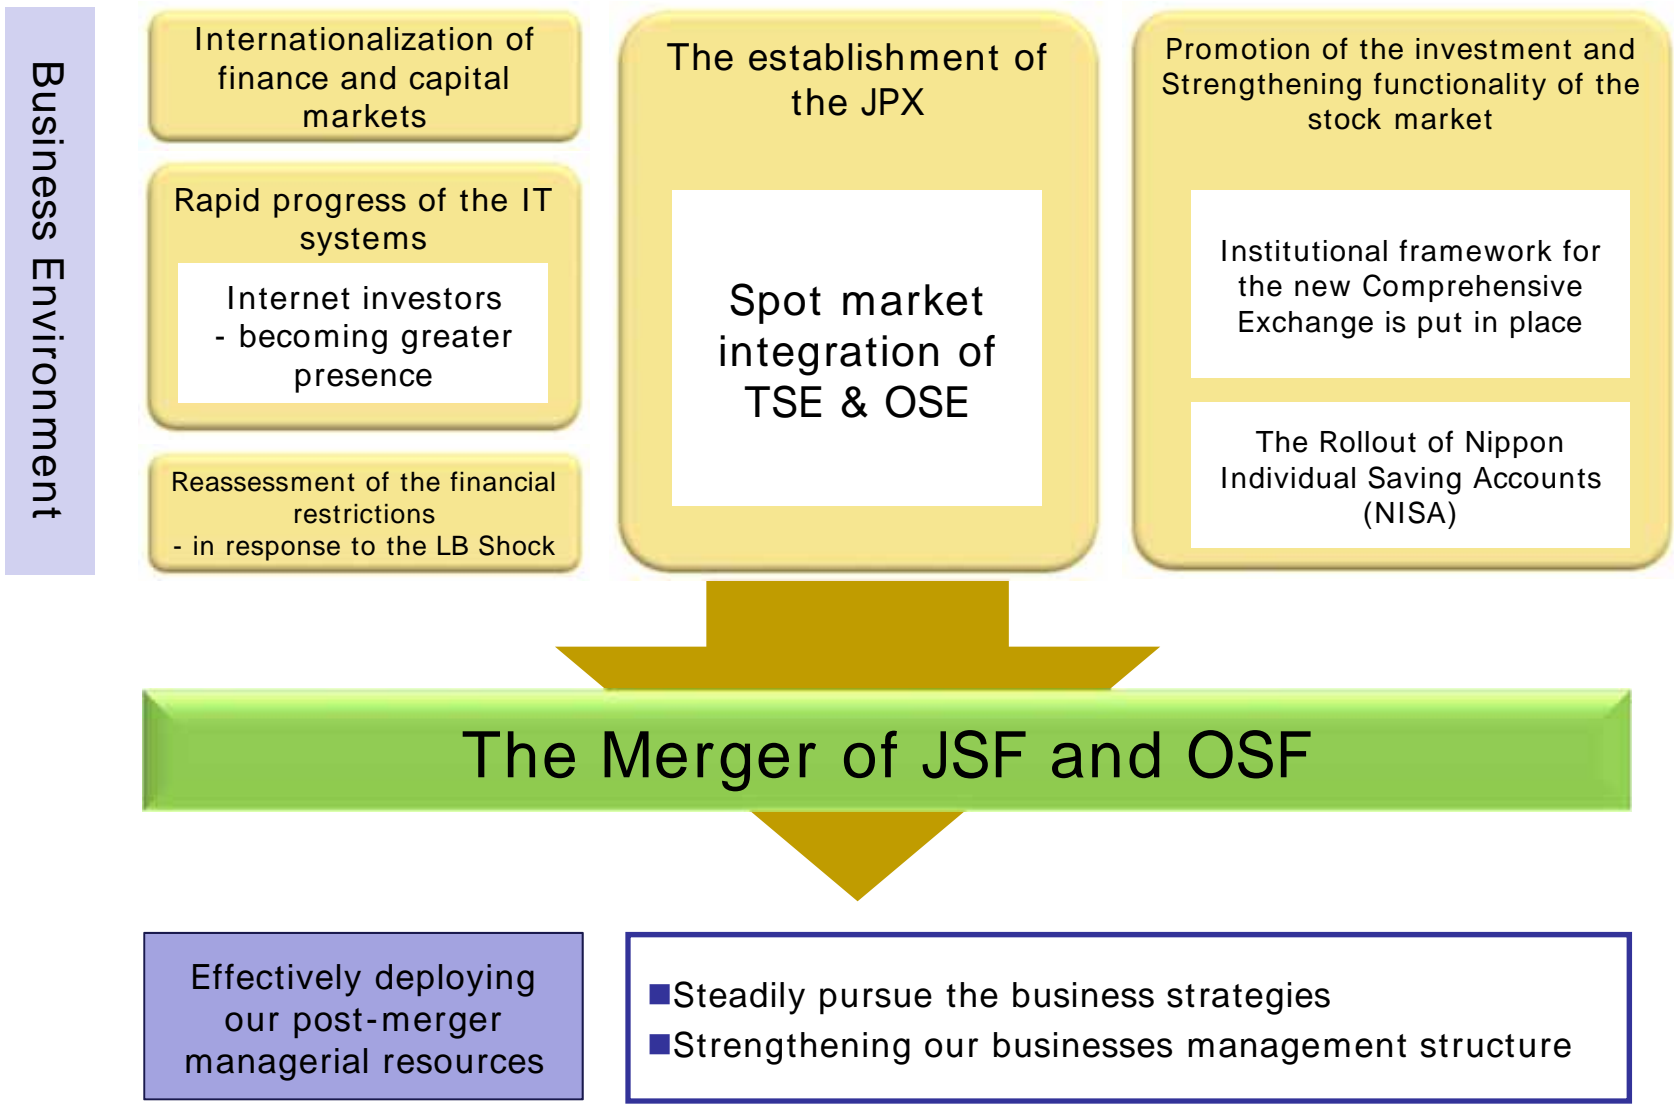 Business Environment
Internationalization of
finance and capital
markets
Rapid progress of the IT
systems
Internet investors
- becoming greater
presence
Reassessment of the financial
restrictions
- in response to the LB Shock
The establishment of
the JPX
Spot market
integration of
TSE & OSE
Promotion of the investment and
Strengthening functionality of the
stock market
Institutional framework for
the new Comprehensive
Exchange is put in place
The Rollout of Nippon
Individual Saving Accounts
(NISA)
The Merger of JSF and OSF
Effectively deploying
our post-merger
managerial resources
■Steadily pursue the business strategies
■Strengthening our businesses management structure